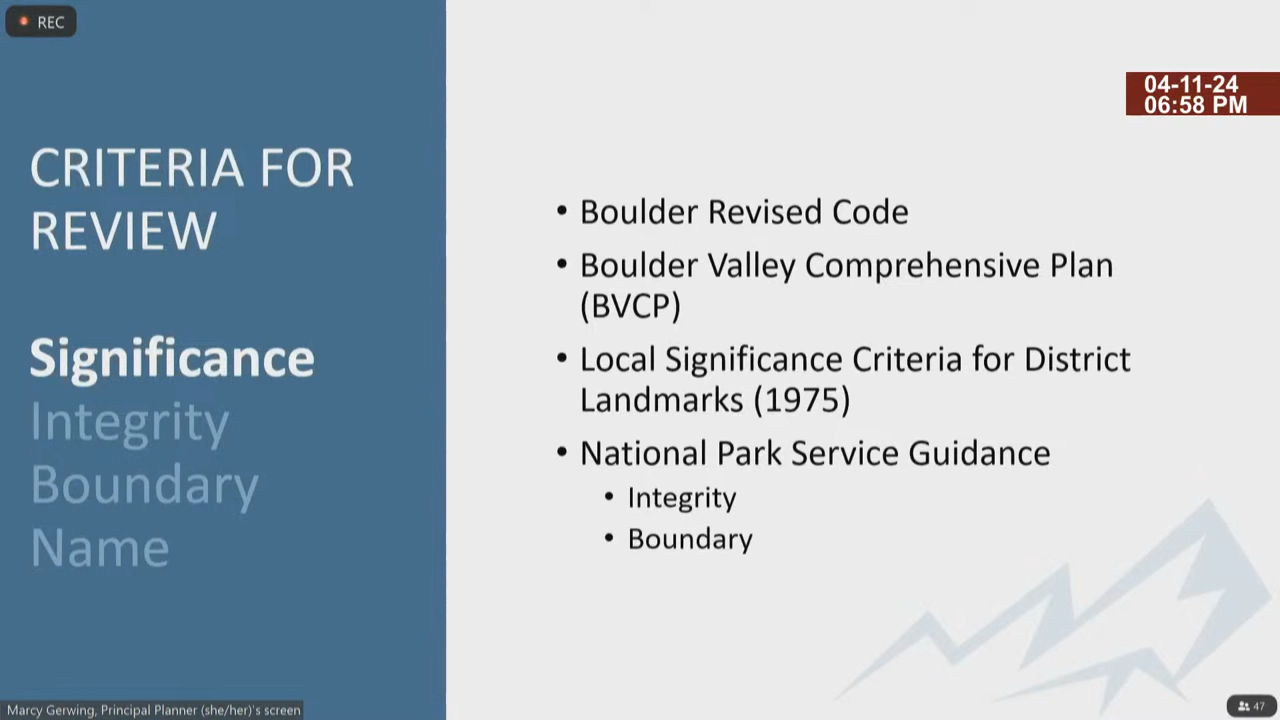 REC
04-11-24
06:58 PM
CRITERIA FOR
REVIEW
Significance
Integrity
Boundary
Name
• Boulder Revised Code
• Boulder Valley Comprehensive Plan
(BVCP)
• Local Significance Criteria for District
Landmarks (1975)
• National Park Service Guidance
• Integrity
• Boundary
Marcy Gerwing, Principal Planner (she/her)'s screen
47